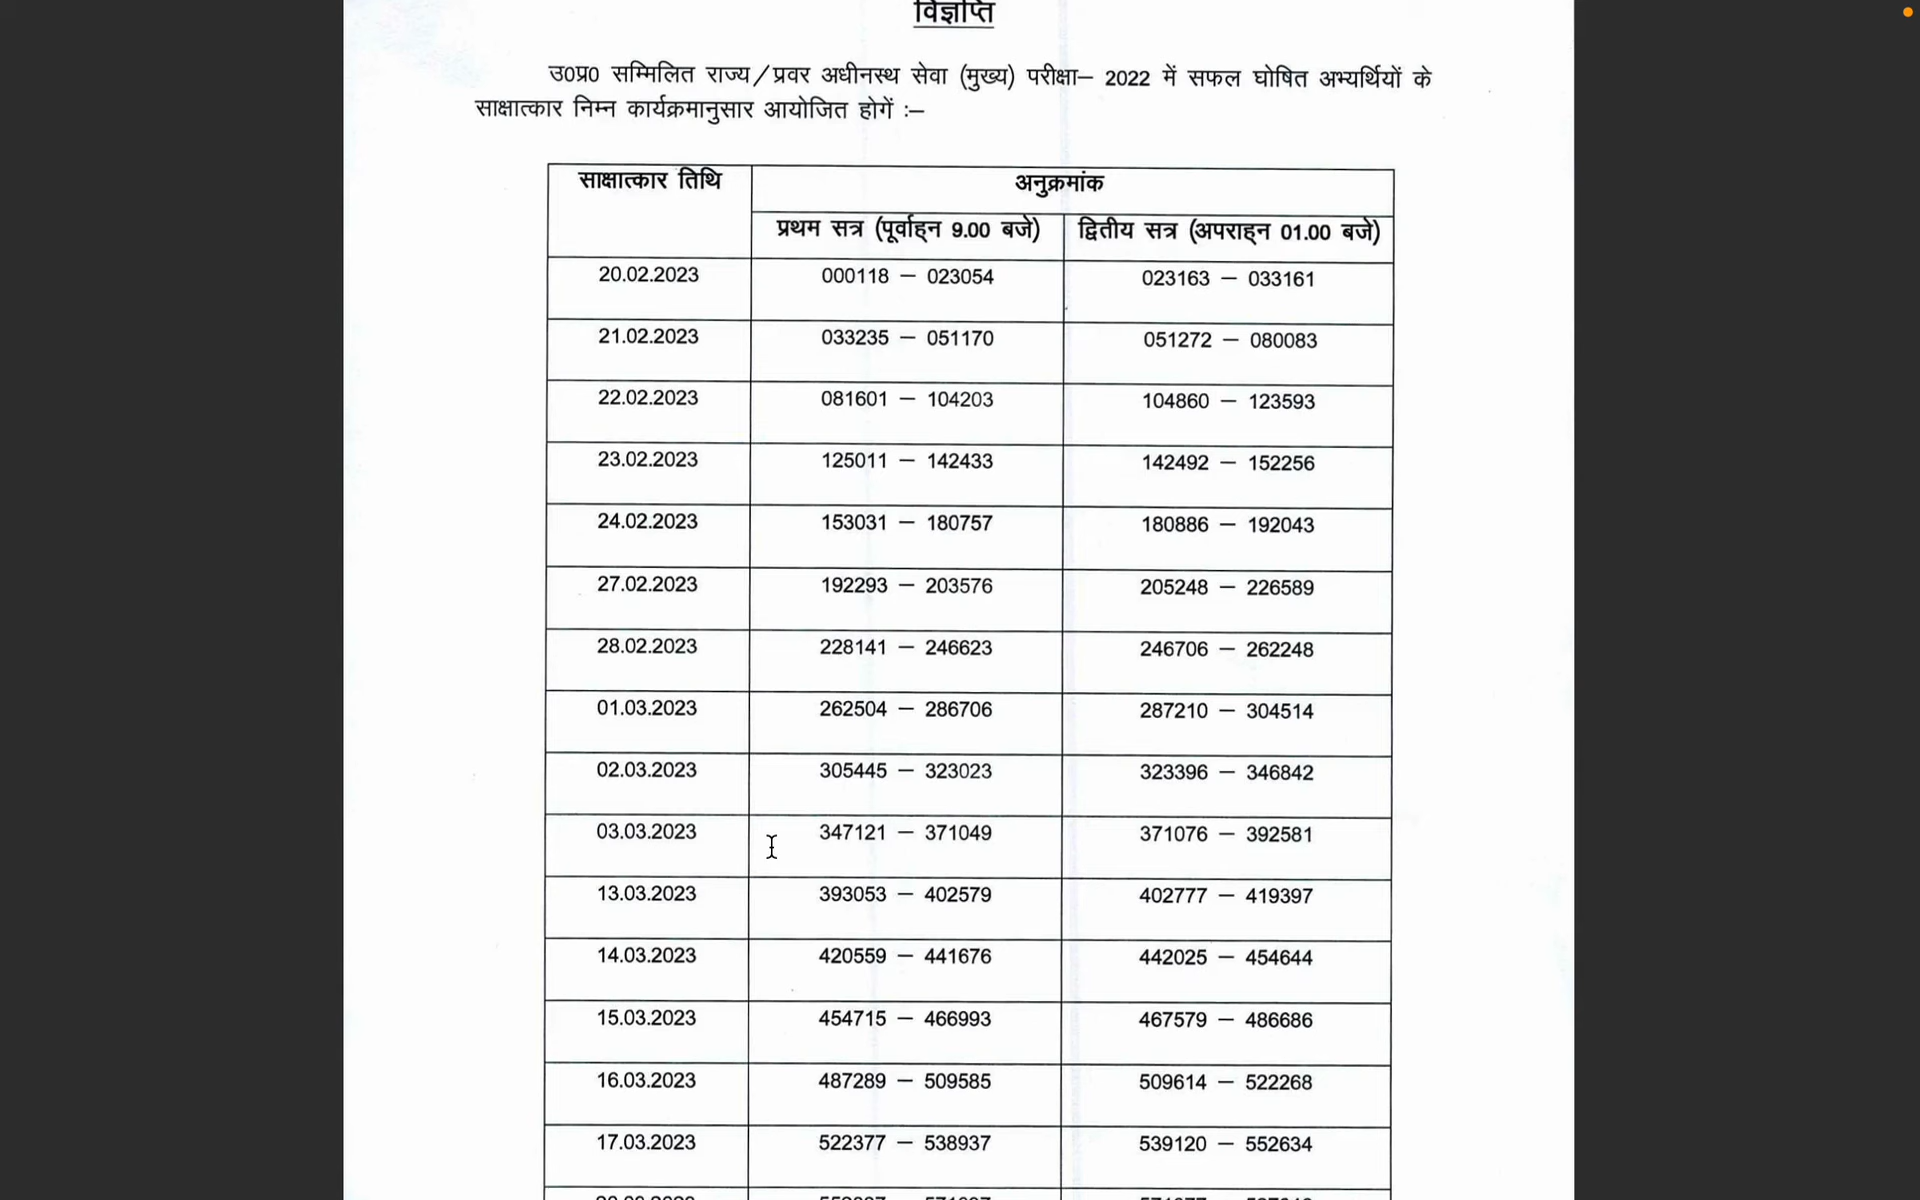 विज्ञप्ति
उ0प्र0 सम्मिलित राज्य/प्रवर अधीनस्थ सेवा (मुख्य) परीक्षा– 2022 में सफल घोषित अभ्यर्थियों के
साक्षात्कार निम्न कार्यक्रमानुसार आयोजित होगें :–
साक्षात्कार तिथि अनुक्रमांक
प्रथम सत्र (पूर्वाह्न 9.00 बजे) द्वितीय सत्र (अपराह्न 01.00 बजे)
20.02.2023 000118 – 023054 023163 – 033161
21.02.2023 033235 – 051170 051272 – 080083
22.02.2023 081601 – 104203 104860 – 123593
23.02.2023 125011 – 142433 142492 – 152256
24.02.2023 153031 – 180757 180886 – 192043
27.02.2023 192293 – 203576 205248 – 226589
28.02.2023 228141 – 246623 246706 – 262248
01.03.2023 262504 – 286706 287210 – 304514
02.03.2023 305445 – 323023 323396 – 346842
03.03.2023 347121 – 371049 371076 – 392581
13.03.2023 393053 – 402579 402777 – 419397
14.03.2023 420559 – 441676 442025 – 454644
15.03.2023 454715 – 466993 467579 – 486686
16.03.2023 487289 – 509585 509614 – 522268
17.03.2023 522377 – 538937 539120 – 552634